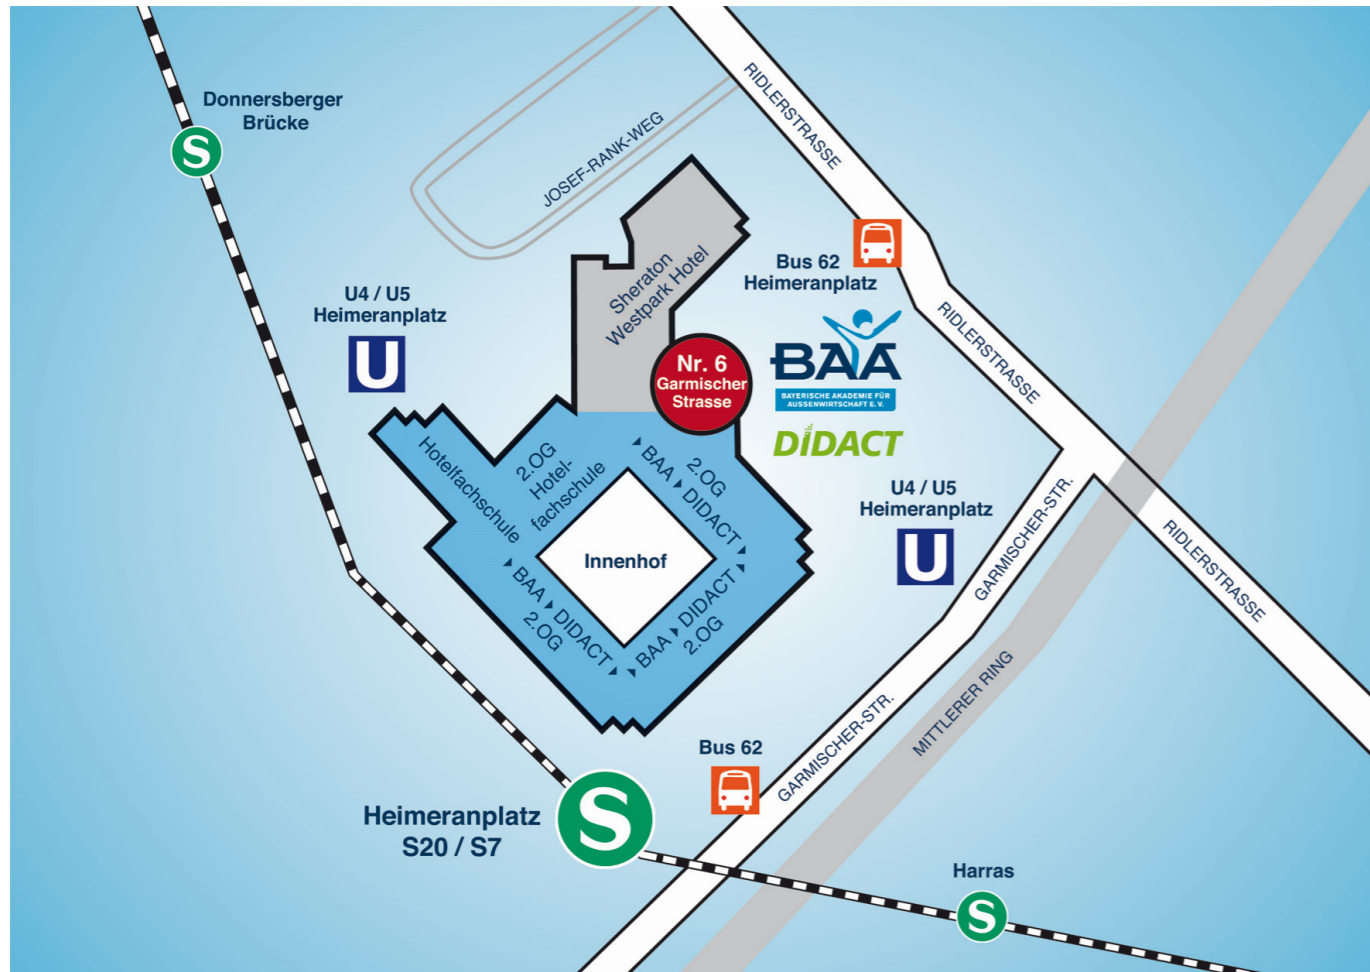 Donnersberger
Brücke
S
JOSEF-RANK-WEG
RIDLERSTRASSE
Bus 62
Heimeranplatz
Sheraton
Westpark Hotel
U4 / U5
Heimeranplatz
U
RIDLERSTRASSE
Nr. 6
Garmischer
Strasse
BAA
BAYERISCHE AKADEMIE FÜR
AUSSENWIRTSCHAFT E. V.
DIDACT
Hotelfachschule
2.OG
Hotel-
fachschule
2.OG
BAA DIDACT
U4 / U5
Heimeranplatz
U
GARMISCHER-STR.
RIDLERSTRASSE
Innenhof
BAA DIDACT
2.OG
BAA DIDACT
2.OG
MITTLERER RING
GARMISCHER-STR.
Bus 62
Heimeranplatz
S20 / S7
S
Harras
S